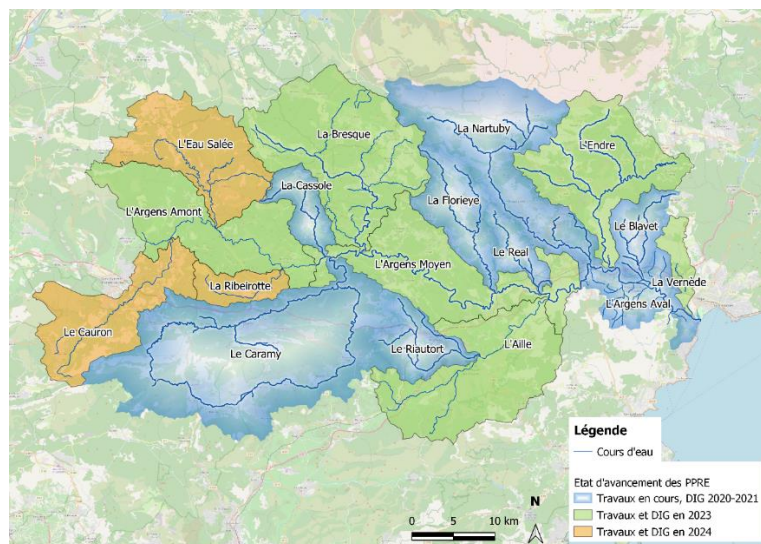 La Nartuby
La Bresque
L'Endre
L'Eau Salée
La Cassole
La Florieye
L'Argens Amont
Le Blavet
Le Real
L'Argens Moyen
La Vernède
La Ribeirotte
L'Argens Aval
Le Cauron
Le Caramy
Le Riautort
L'Aille
Légende
Cours d'eau
Etat d'avancement des PPRE
Travaux en cours, DIG 2020-2021
Travaux et DIG en 2023
Travaux et DIG en 2024
N
0 5 10 km